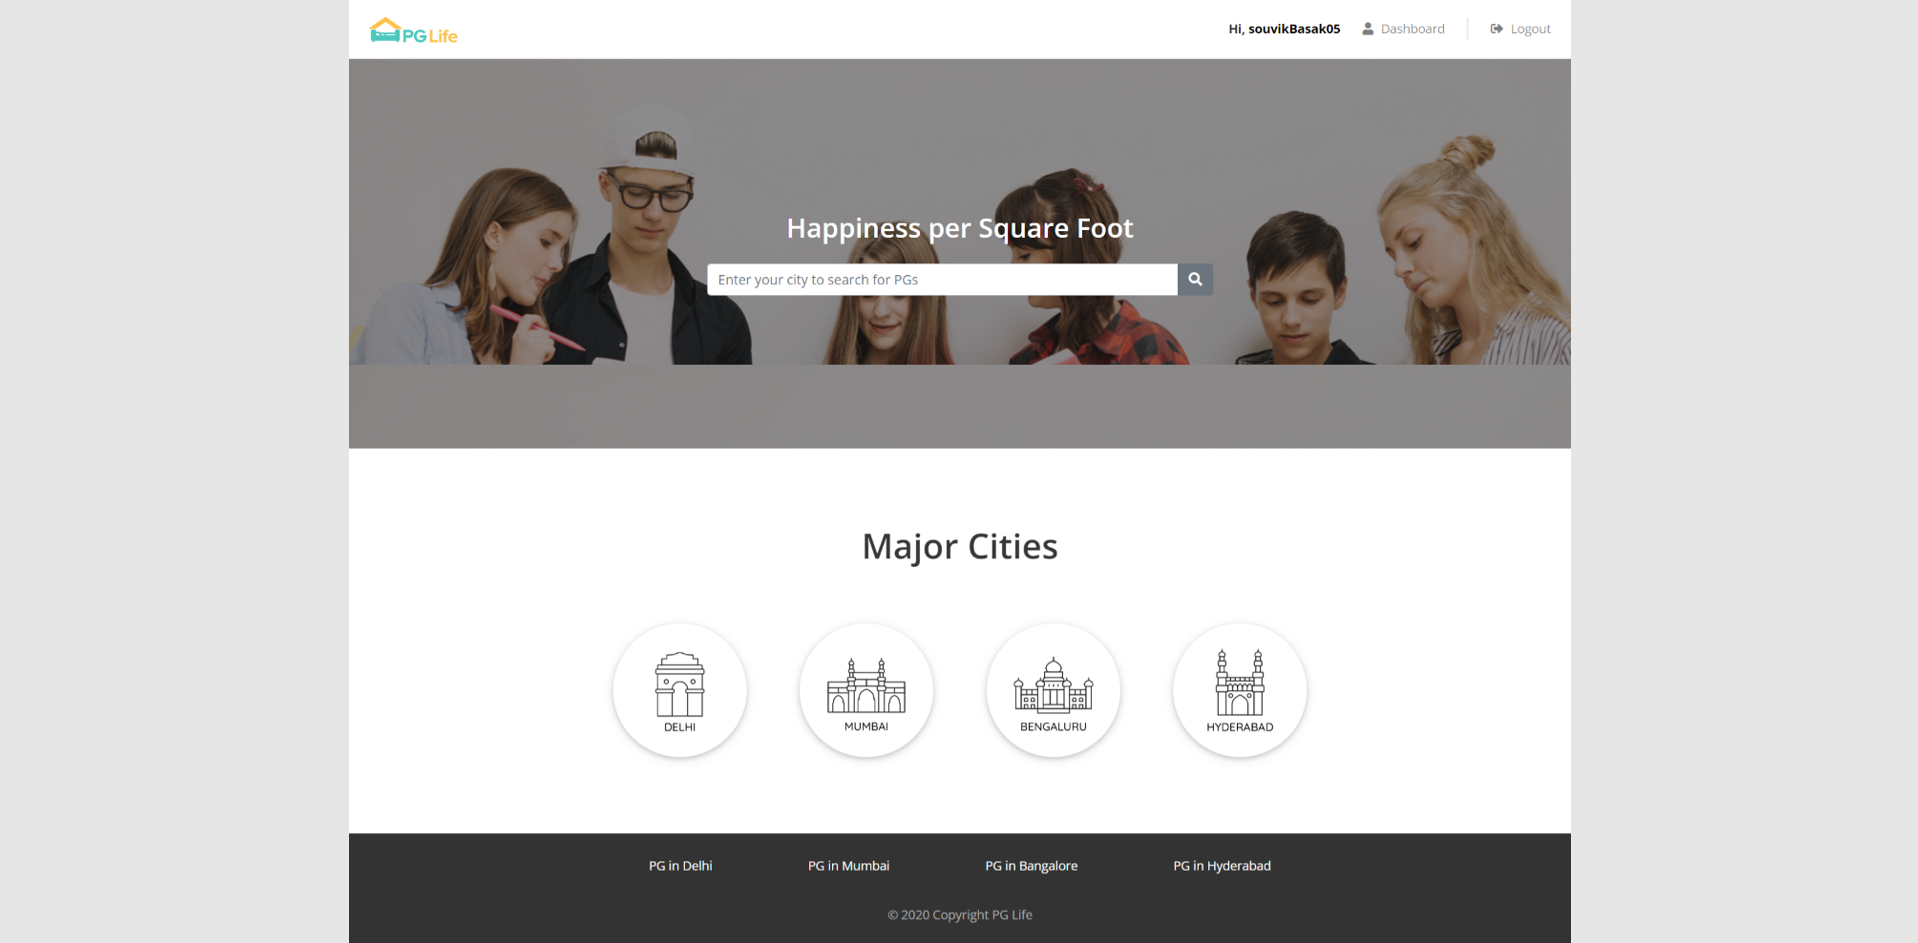 PG Life
Hi, souvikBasak05 Dashboard Logout
Happiness per Square Foot
Enter your city to search for PGs
Major Cities
DELHI MUMBAI BENGALURU HYDERABAD
PG in Delhi PG in Mumbai PG in Bangalore PG in Hyderabad
© 2020 Copyright PG Life